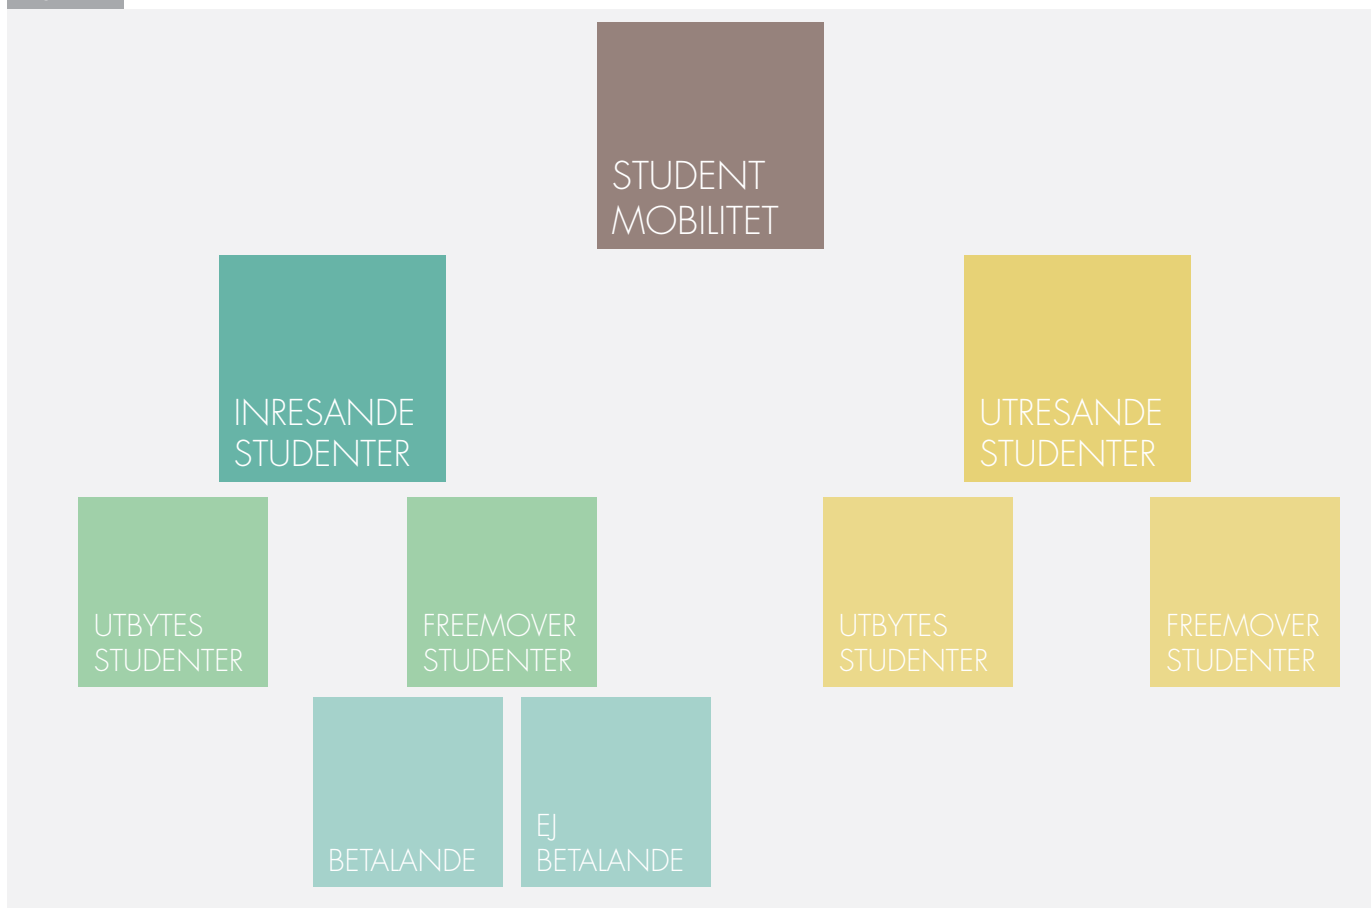 STUDENT
MOBILITET
INRESANDE
STUDENTER
UTRESANDE
STUDENTER
UTBYTES
STUDENTER
FREEMOVER
STUDENTER
UTBYTES
STUDENTER
FREEMOVER
STUDENTER
BETALANDE
EJ
BETALANDE